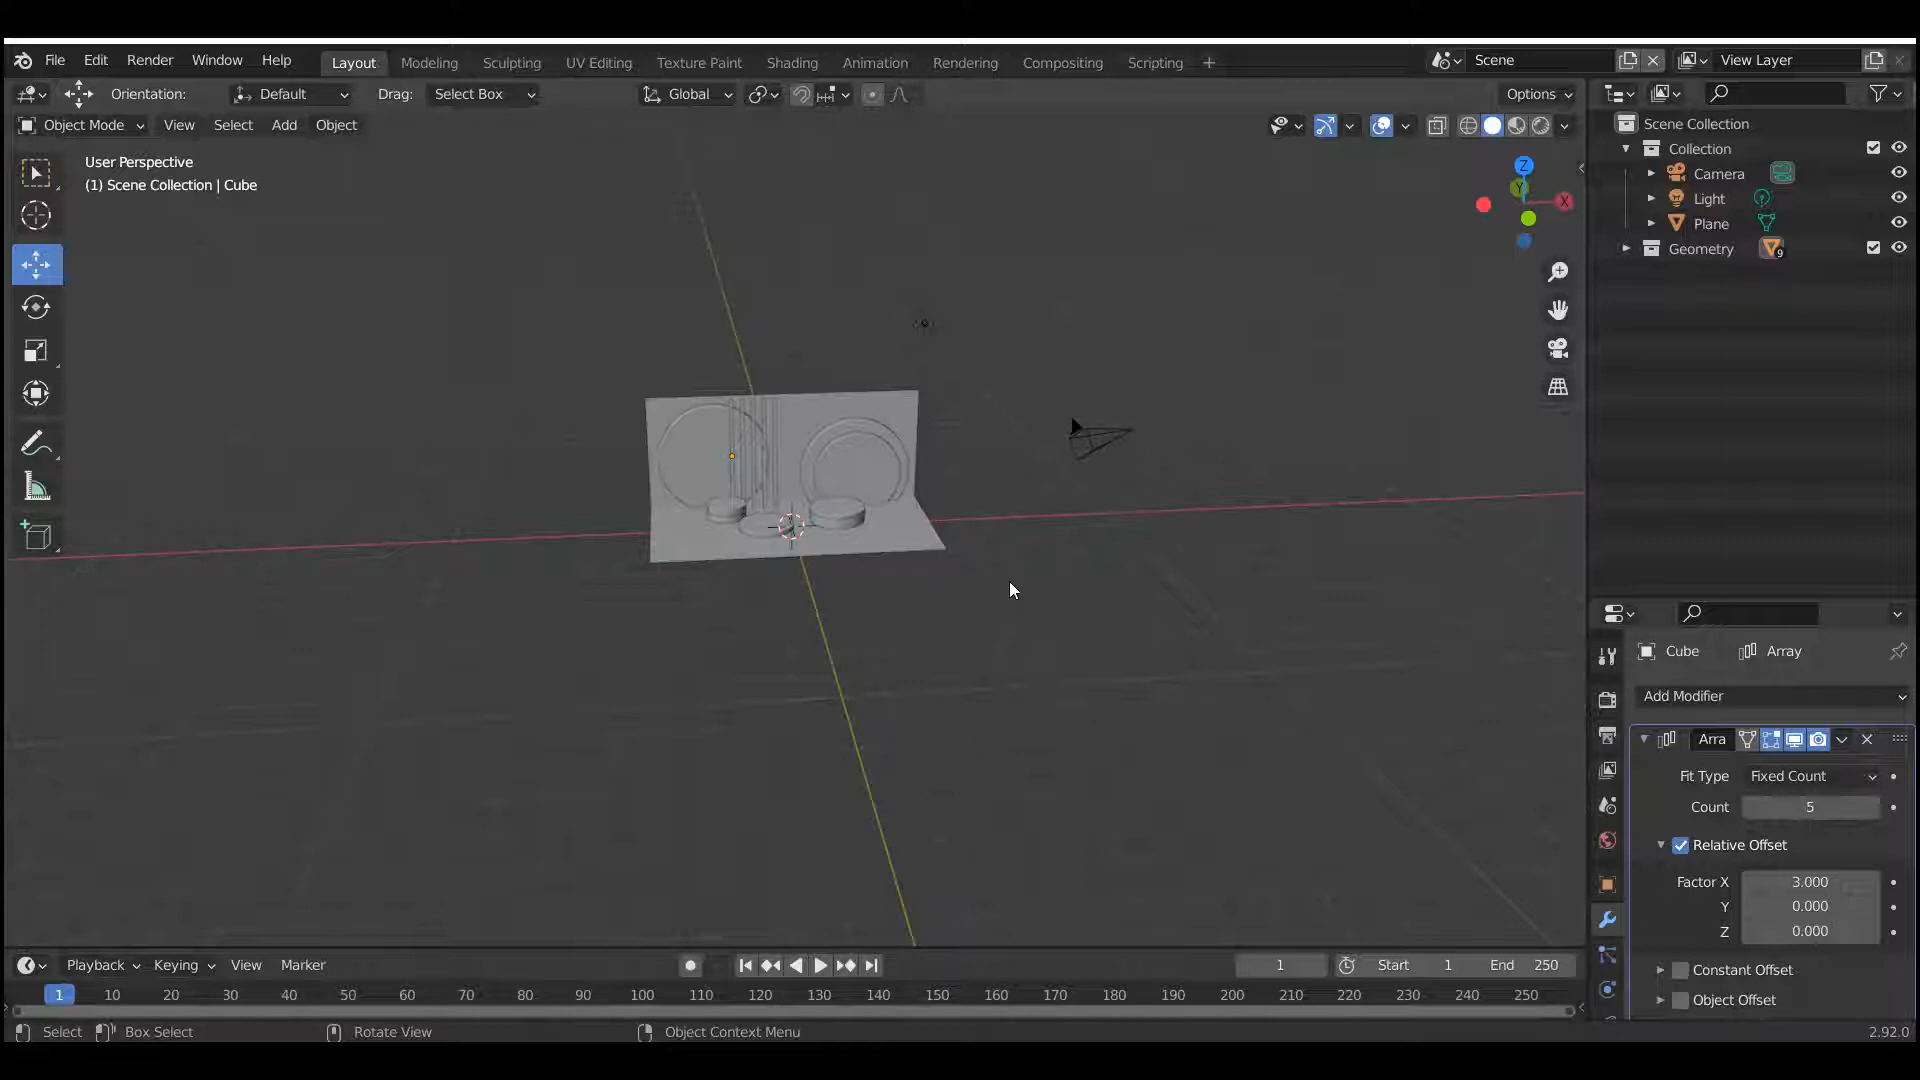 File Edit Render Window Help Layout Modeling Sculpting UV Editing Texture Paint Shading Animation Rendering Compositing Scripting + Scene View Layer
Orientation: Default Drag: Select Box Global Options
Object Mode View Select Add Object
User Perspective
(1) Scene Collection | Cube
Z
Y
X
Scene Collection
Collection
Camera
Light
Plane
Geometry 9
Cube Array
Add Modifier
Arra
Fit Type Fixed Count
Count 5
Relative Offset
Factor X 3.000
Y 0.000
Z 0.000
Constant Offset
Object Offset
Playback Keying View Marker 1 Start 1 End 250
1 10 20 30 40 50 60 70 80 90 100 110 120 130 140 150 160 170 180 190 200 210 220 230 240 250
Select Box Select Rotate View Object Context Menu 2.92.0